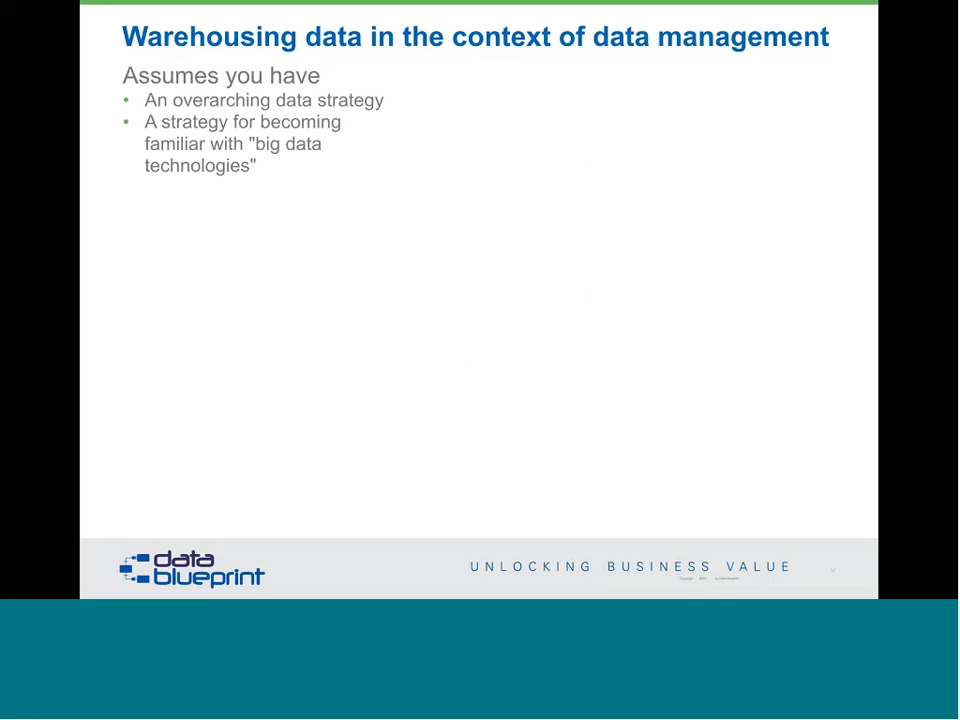 Warehousing data in the context of data management
Assumes you have
• An overarching data strategy
• A strategy for becoming
familiar with "big data
technologies"
data
blueprint
UNLOCKING BUSINESS VALUE